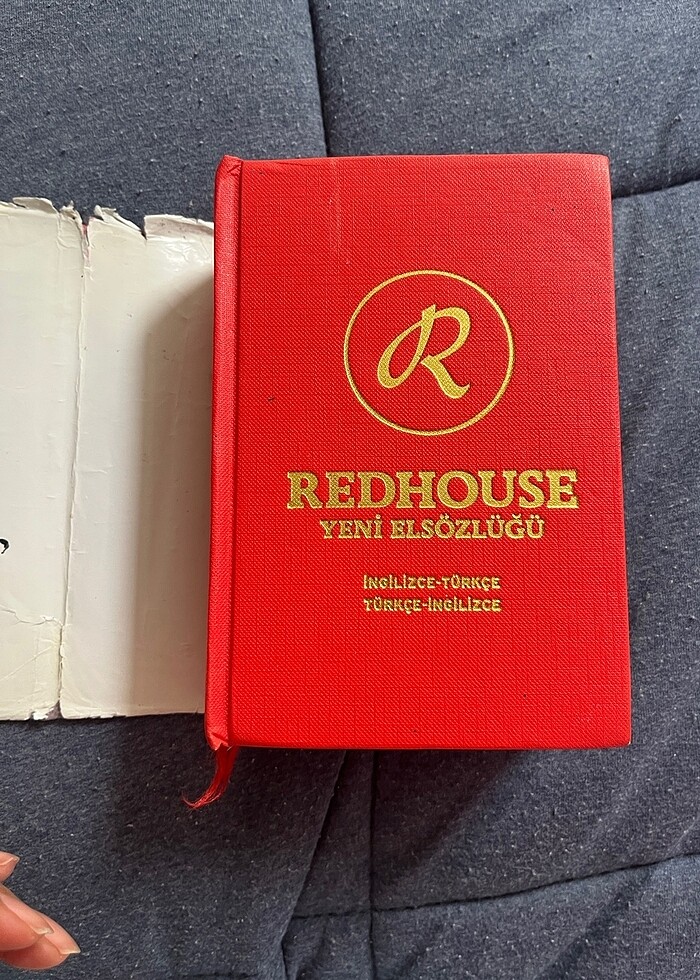 R
REDHOUSE
YENİ ELSÖZLÜĞÜ
İNGİLİZCE-TÜRKÇE
TÜRKÇE-İNGİLİZCE